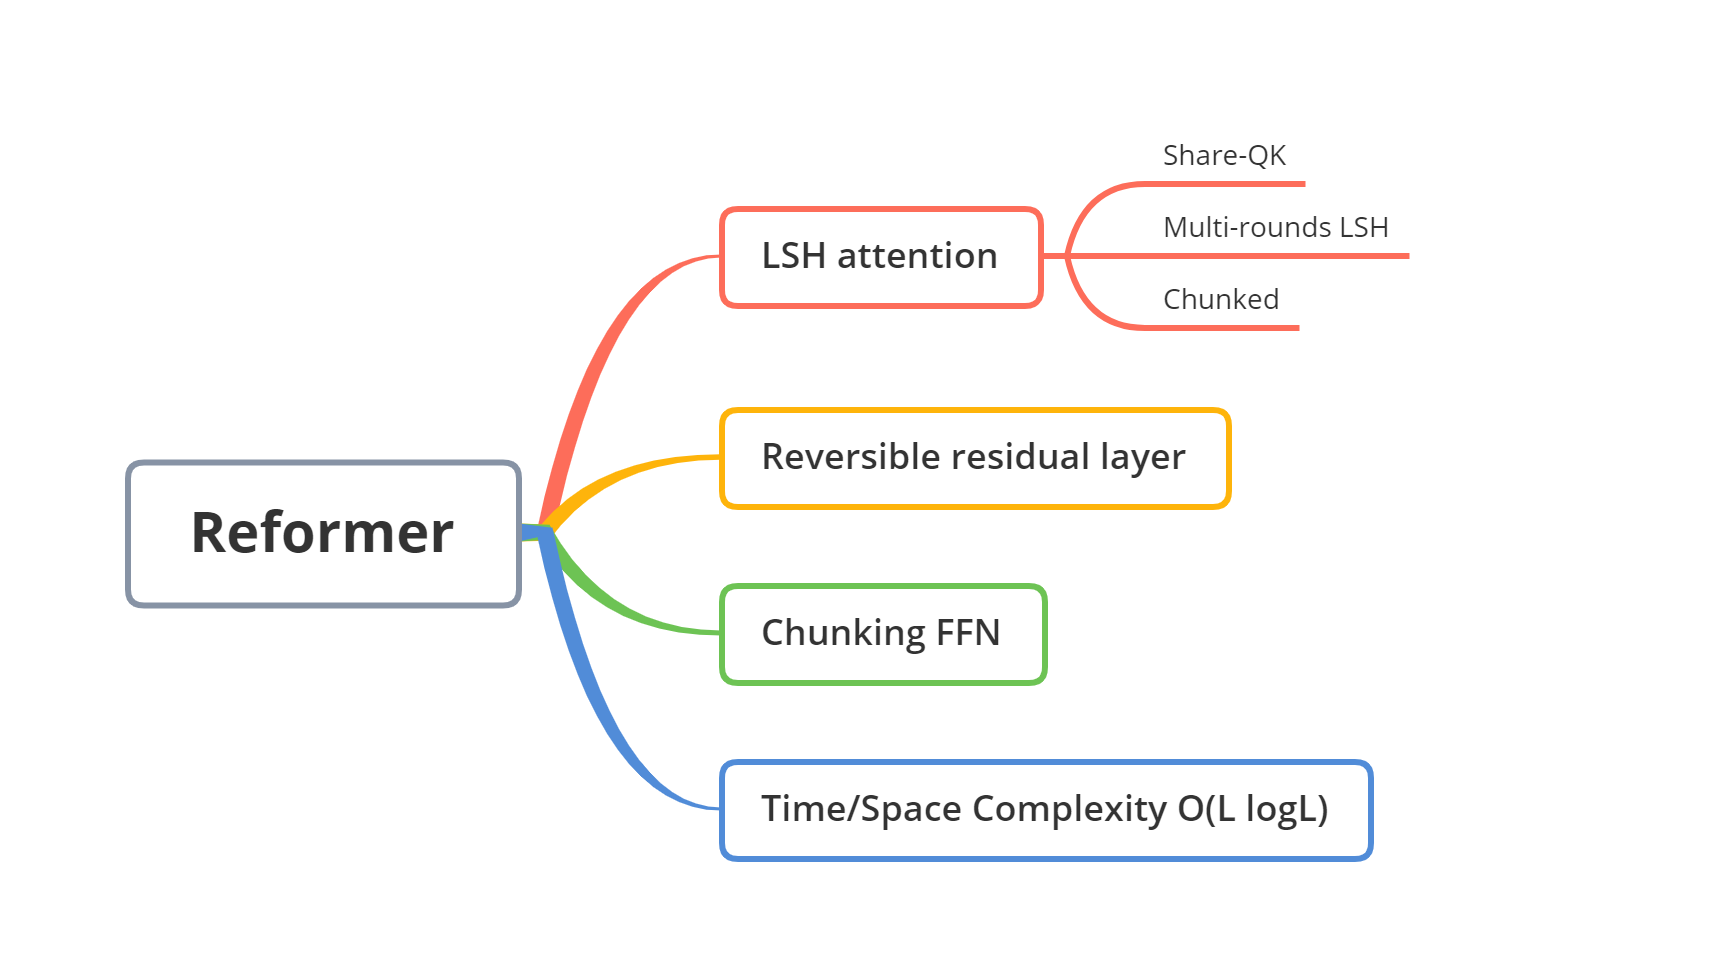 Reformer
LSH attention
Share-QK
Multi-rounds LSH
Chunked
Reversible residual layer
Chunking FFN
Time/Space Complexity O(L logL)